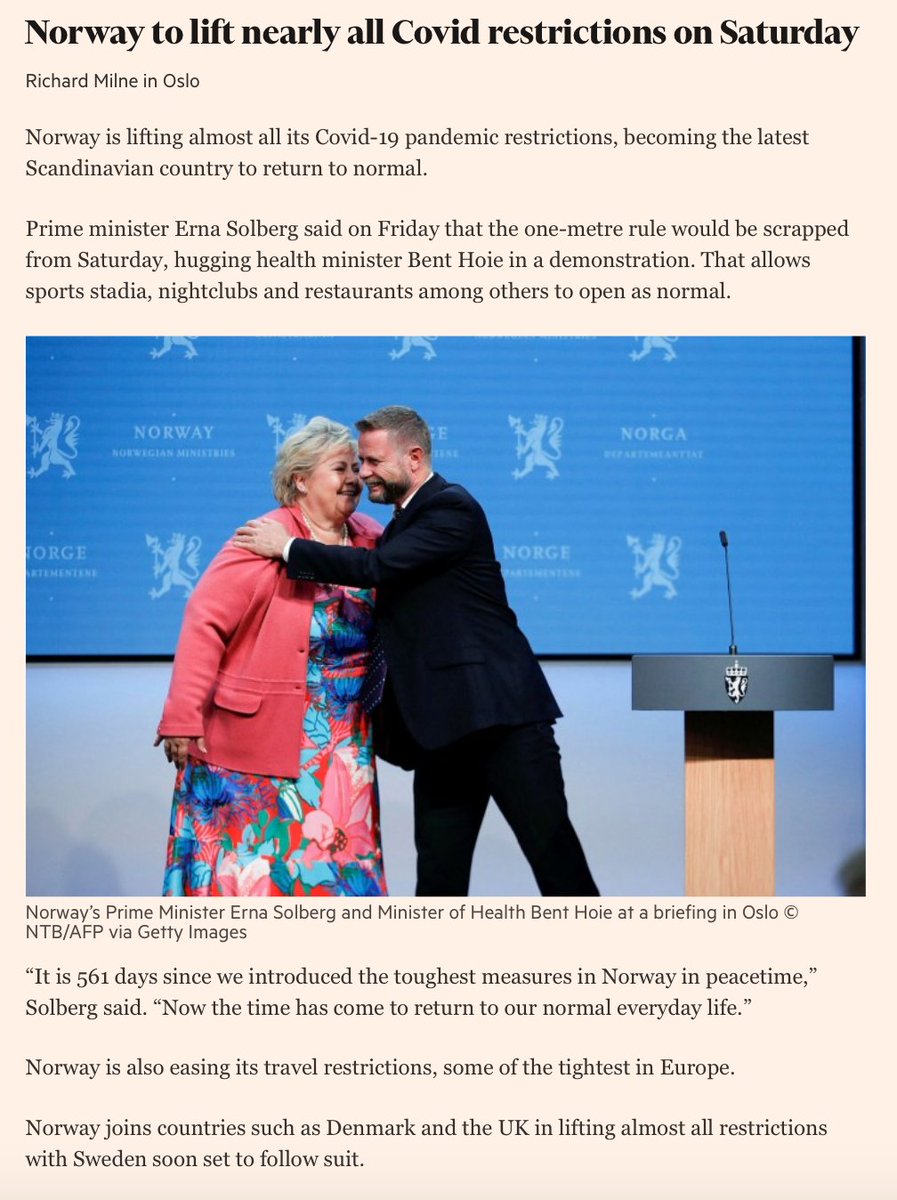 Norway to lift nearly all Covid restrictions on Saturday
Richard Milne in Oslo
Norway is lifting almost all its Covid-19 pandemic restrictions, becoming the latest
Scandinavian country to return to normal.
Prime minister Erna Solberg said on Friday that the one-metre rule would be scrapped
from Saturday, hugging health minister Bent Hoie in a demonstration. That allows
sports stadia, nightclubs and restaurants among others to open as normal.
NORWAY
NORWEGIAN MINISTRIES
NORGA
DEPARTEMEANTTAT
NORGE
NORGE
Norway’s Prime Minister Erna Solberg and Minister of Health Bent Hoie at a briefing in Oslo ©
NTB/AFP via Getty Images
“It is 561 days since we introduced the toughest measures in Norway in peacetime,”
Solberg said. “Now the time has come to return to our normal everyday life.”
Norway is also easing its travel restrictions, some of the tightest in Europe.
Norway joins countries such as Denmark and the UK in lifting almost all restrictions
with Sweden soon set to follow suit.